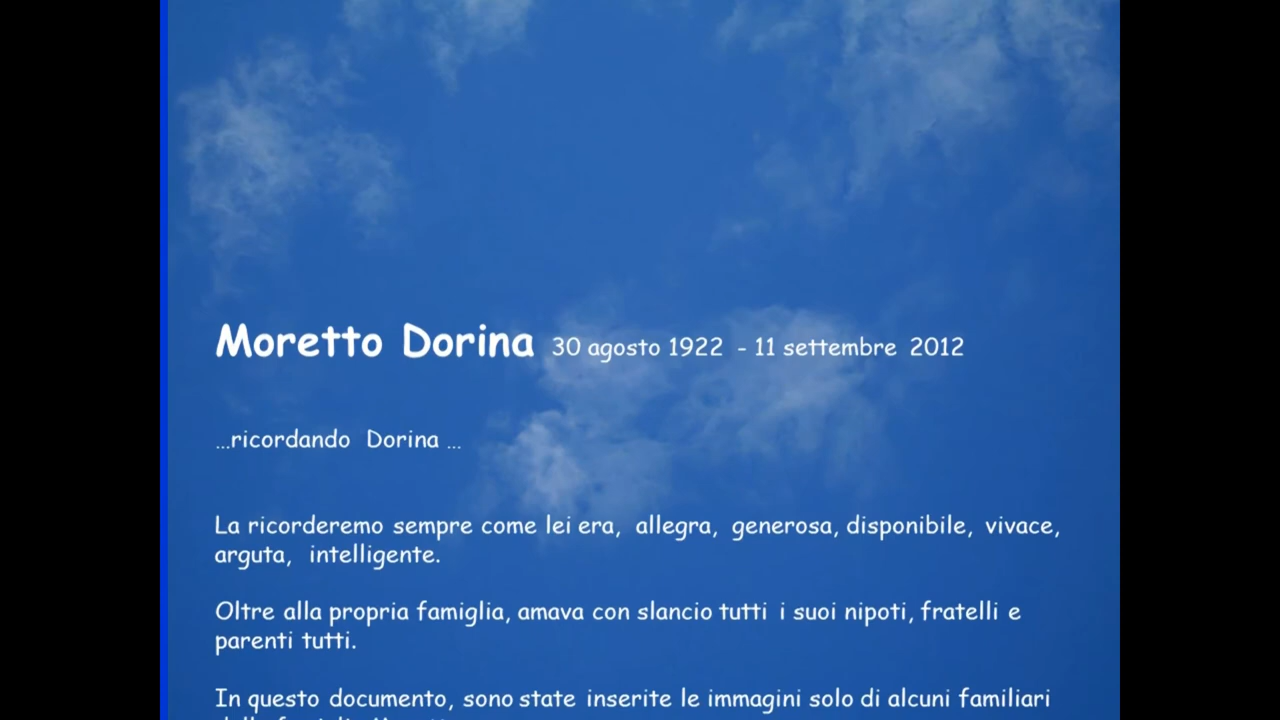 Moretto Dorina 30 agosto 1922 - 11 settembre 2012
...ricordando Dorina ...
La ricorderemo sempre come lei era, allegra, generosa, disponibile, vivace,
arguta, intelligente.
Oltre alla propria famiglia, amava con slancio tutti i suoi nipoti, fratelli e
parenti tutti.
In questo documento, sono state inserite le immagini solo di alcuni familiari